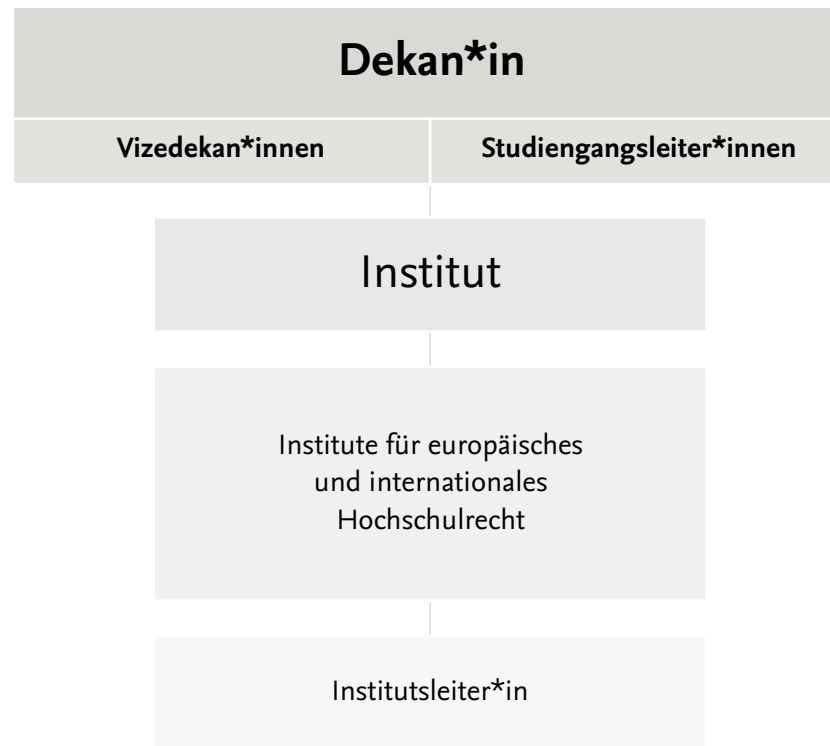 Dekan*in
Vizedekan*innen
Studiengangsleiter*innen
Institut
Institute für europäisches
und internationales
Hochschulrecht
Institutsleiter*in